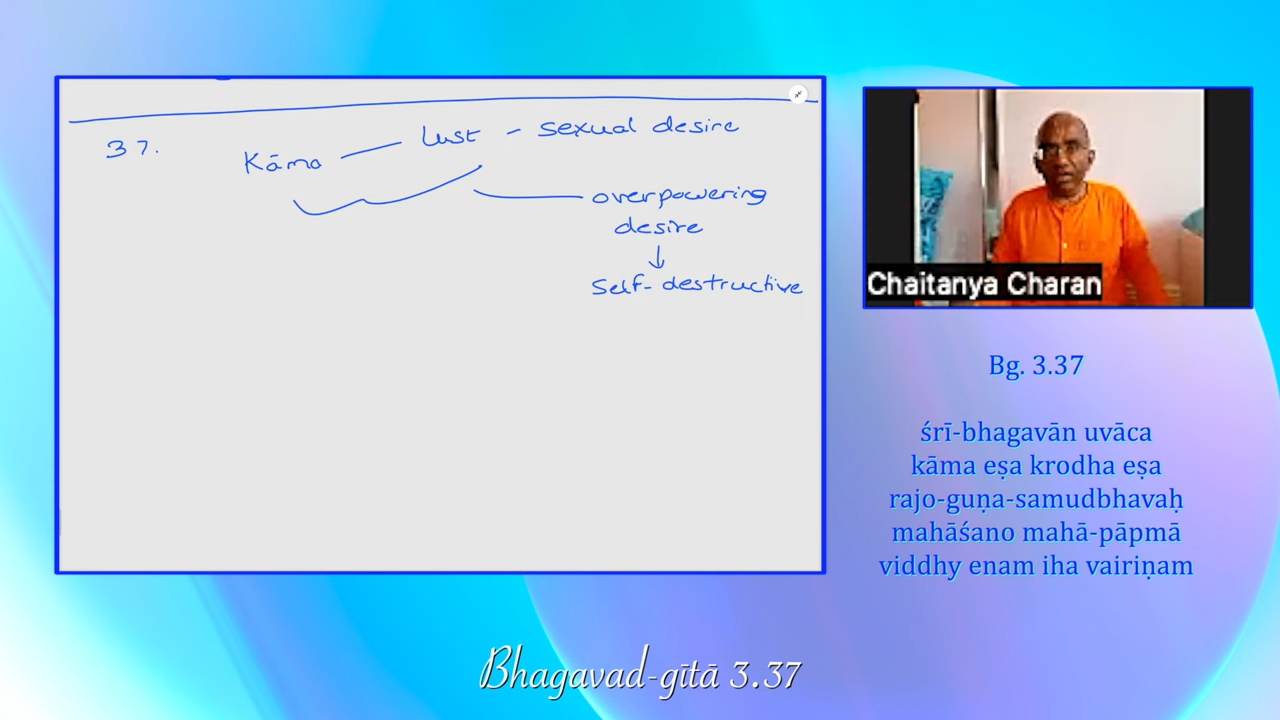 37.
Kāma — Lust - sexual desire
overpowering
desire
↓
Self-destructive
Chaitanya Charan
Bg. 3.37
śrī-bhagavān uvāca
kāma eṣa krodha eṣa
rajo-guṇa-samudbhavaḥ
mahāśano mahā-pāpmā
viddhy enam iha vairiṇam
Bhagavad-gītā 3.37